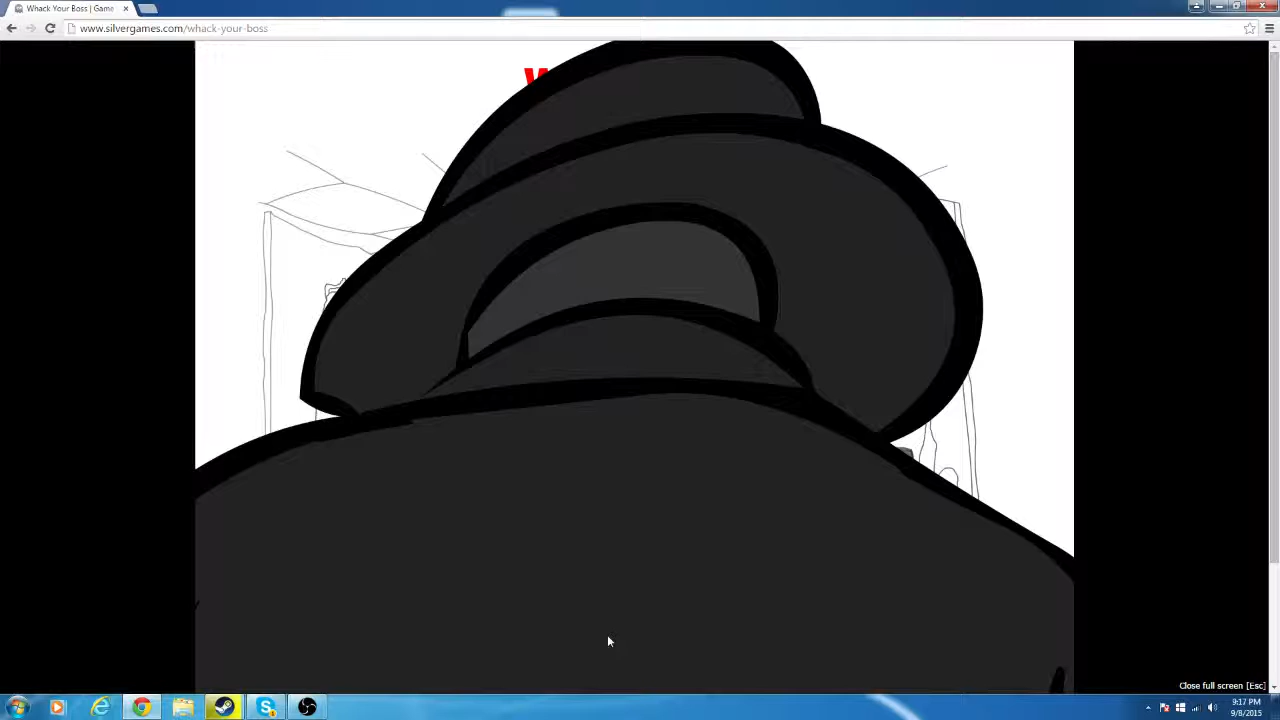 Whack Your Boss | Game
www.silvergames.com/whack-your-boss
W
Close full screen [Esc]
9:17 PM
9/8/2015